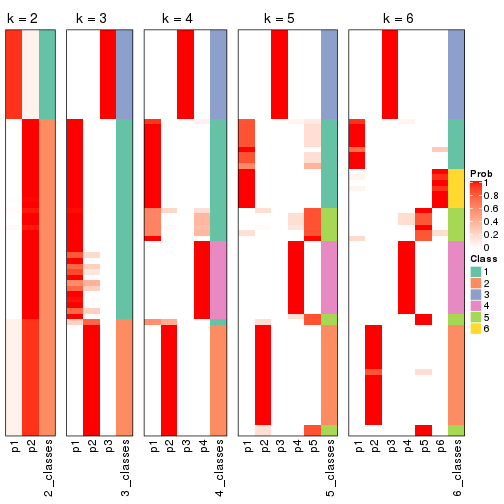 k = 2
k = 3
k = 4
k = 5
k = 6
Prob
1
0.8
0.6
0.4
0.2
0
Class
1
2
3
4
5
6
p1
p2
2_classes
p1
p2
p3
3_classes
p1
p2
p3
p4
4_classes
p1
p2
p3
p4
p5
5_classes
p1
p2
p3
p4
p5
p6
6_classes